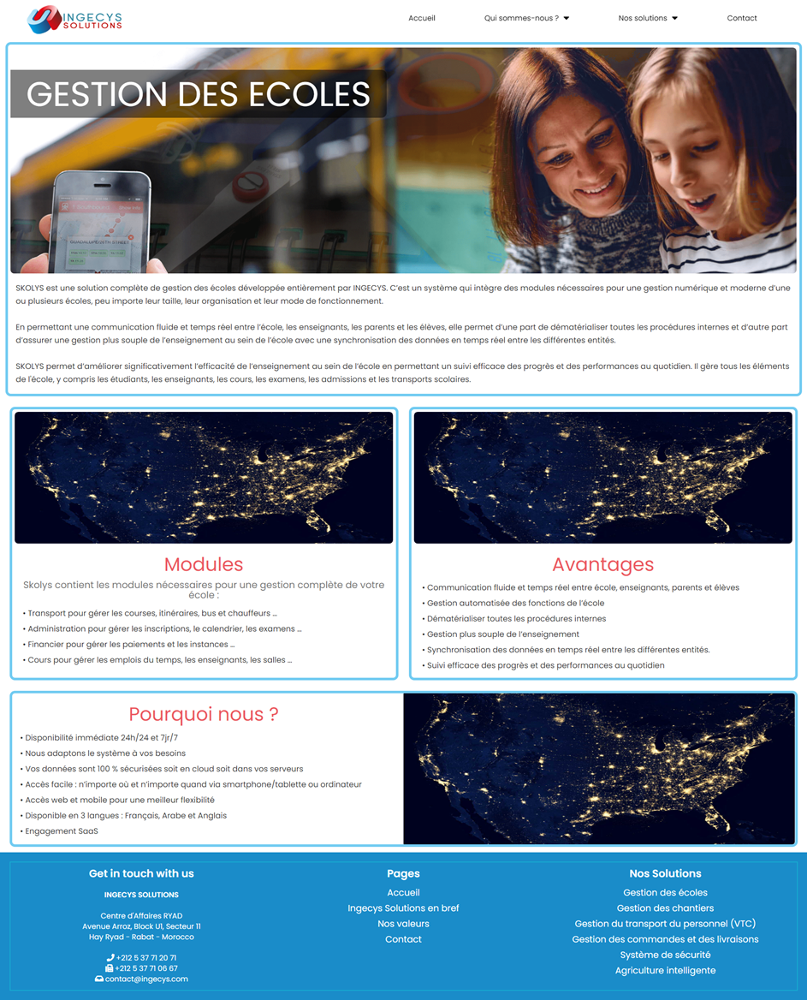 INGECYS
SOLUTIONS
Accueil
Qui sommes-nous ?
Nos solutions
Contact
GESTION DES ECOLES
GUADALUPE/20TH STREET
SKOLYS est une solution complète de gestion des écoles développée entièrement par INGECYS. C'est un système qui intègre des modules nécessaires pour une gestion numérique et moderne d'une
ou plusieurs écoles, peu importe leur taille, leur organisation et leur mode de fonctionnement.
En permettant une communication fluide et temps réel entre l'école, les enseignants, les parents et les élèves, elle permet d'une part de dématérialiser toutes les procédures internes et d'autre part
d'assurer une gestion plus souple de l'enseignement au sein de l'école avec une synchronisation des données en temps réel entre les différentes entités.
SKOLYS permet d'améliorer significativement l'efficacité de l'enseignement au sein de l'école en permettant un suivi efficace des progrès et des performances au quotidien. Il gère tous les éléments
de l'école, y compris les étudiants, les enseignants, les cours, les examens, les admissions et les transports scolaires.
Modules
Skolys contient les modules nécessaires pour une gestion complète de votre
école :
• Transport pour gérer les courses, itinéraires, bus et chauffeurs ...
• Administration pour gérer les inscriptions, le calendrier, les examens ...
• Financier pour gérer les paiements et les instances ...
• Cours pour gérer les emplois du temps, les enseignants, les salles ...
Avantages
• Communication fluide et temps réel entre école, enseignants, parents et élèves
• Gestion automatisée des fonctions de l'école
• Dématérialiser toutes les procédures internes
• Gestion plus souple de l'enseignement
• Synchronisation des données en temps réel entre les différentes entités.
• Suivi efficace des progrès et des performances au quotidien
Pourquoi nous ?
• Disponibilité immédiate 24h/24 et 7jr/7
• Nous adaptons le système à vos besoins
• Vos données sont 100 % sécurisées soit en cloud soit dans vos serveurs
• Accès facile : n'importe où et n'importe quand via smartphone/tablette ou ordinateur
• Accès web et mobile pour une meilleur flexibilité
• Disponible en 3 langues : Français, Arabe et Anglais
• Engagement SaaS
Get in touch with us
INGECYS SOLUTIONS
Centre d'Affaires RYAD
Avenue Arroz, Block U1, Secteur 11
Hay Ryad - Rabat - Morocco
+212 5 37 71 20 71
+212 5 37 71 06 67
contact@ingecys.com
Pages
Accueil
Ingecys Solutions en bref
Nos valeurs
Contact
Nos Solutions
Gestion des écoles
Gestion des chantiers
Gestion du transport du personnel (VTC)
Gestion des commandes et des livraisons
Système de sécurité
Agriculture intelligente